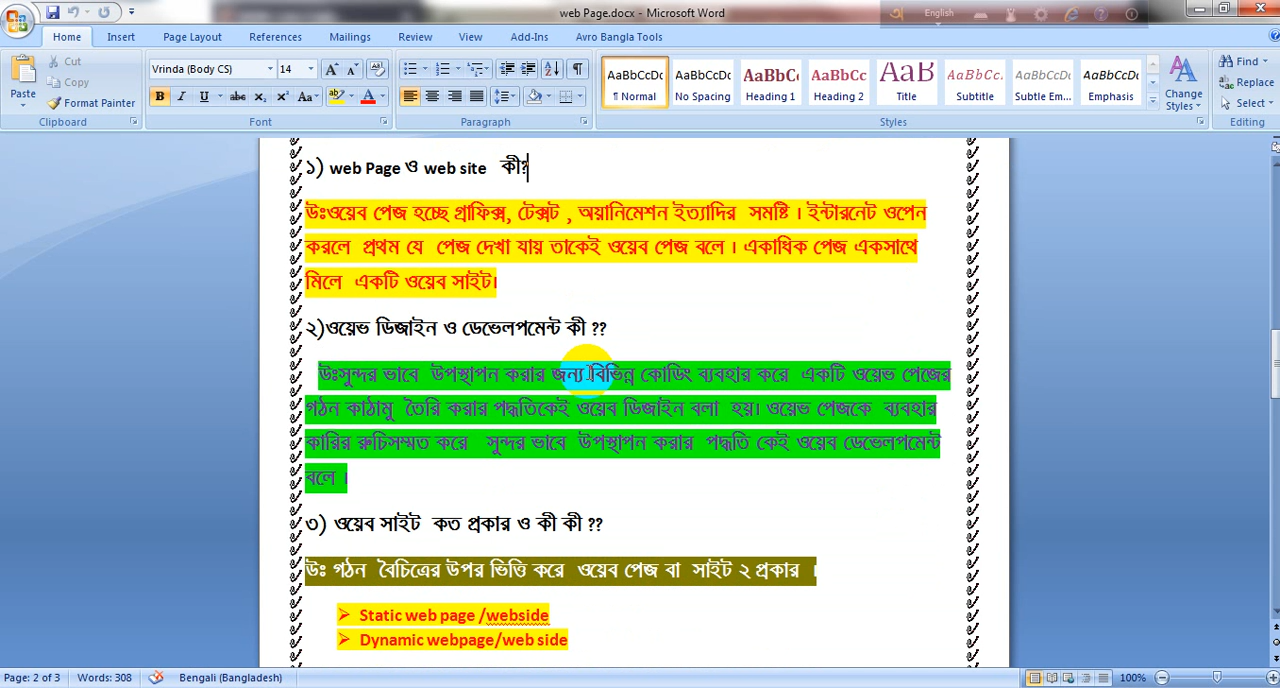 web Page.docx - Microsoft Word
English
Home Insert Page Layout References Mailings Review View Add-Ins Avro Bangla Tools
Paste
Cut
Copy
Format Painter
Clipboard
Vrinda (Body CS) 14
B I U abc X₂ X² Aa
Font
Paragraph
AaBbCcDc AaBbCcDc AaBbC AaBbCc AaB AaBbCc. AaBbCcDc AaBbCcDc
¶ Normal No Spacing Heading 1 Heading 2 Title Subtitle Subtle Em... Emphasis
Styles
Change Styles
Find
Replace
Select
Editing
১) web Page ও web site কী?
উঃওয়েব পেজ হচ্ছে গ্রাফিক্স, টেক্সট , অ্যয়ানিমেশন ইত্যাদির সমষ্টি । ইন্টারনেট ওপেন
করলে প্রথম যে পেজ দেখা যায় তাকেই ওয়েব পেজ বলে । একাধিক পেজ একসাথে
মিলে একটি ওয়েব সাইট।
২)ওয়েভ ডিজাইন ও ডেভেলপমেন্ট কী ??
উঃসুন্দর ভাবে উপস্থাপন করার জন্য বিভিন্ন কোডিং ব্যবহার করে একটি ওয়েভ পেজের
গঠন কাঠামু তৈরি করার পদ্ধতিকেই ওয়েব ডিজাইন বলা হয়। ওয়েভ পেজকে ব্যবহার
কারির রুচিসম্মত করে সুন্দর ভাবে উপস্থাপন করার পদ্ধতি কেই ওয়েব ডেভেলপমেন্ট
বলে ।
৩) ওয়েব সাইট কত প্রকার ও কী কী ??
উঃ গঠন বৈচিত্রের উপর ভিত্তি করে ওয়েব পেজ বা সাইট ২ প্রকার ।
Static web page /webside
Dynamic webpage/web side
Page: 2 of 3 Words: 308 Bengali (Bangladesh) 100%